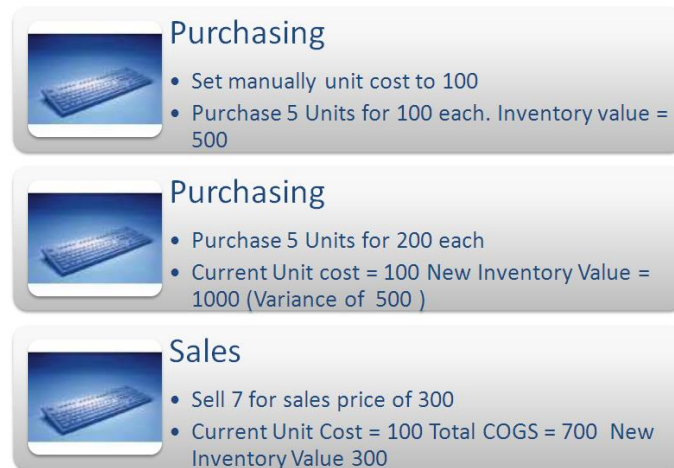 Purchasing
• Set manually unit cost to 100
• Purchase 5 Units for 100 each. Inventory value =
500
Purchasing
• Purchase 5 Units for 200 each
• Current Unit cost = 100 New Inventory Value =
1000 (Variance of 500 )
Sales
• Sell 7 for sales price of 300
• Current Unit Cost = 100 Total COGS = 700 New
Inventory Value 300